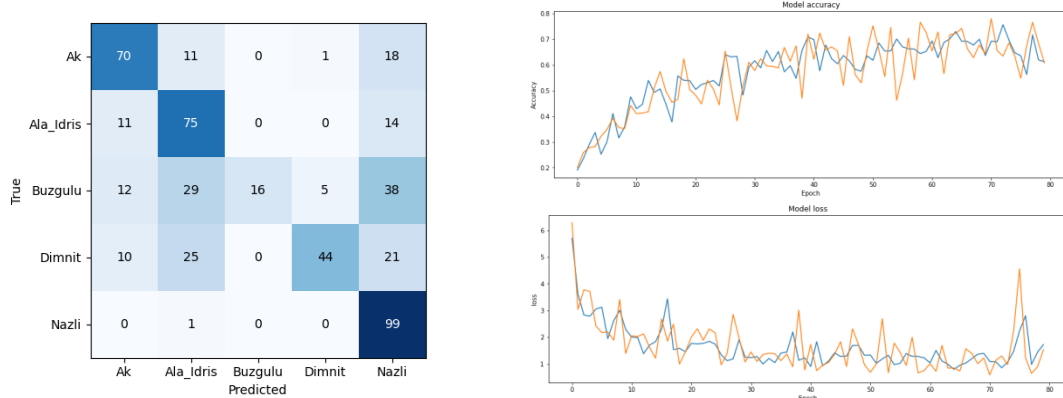 Ak 70 11 0 1 18
Ala_Idris 11 75 0 0 14
Buzgulu 12 29 16 5 38
Dimnit 10 25 0 44 21
Nazli 0 1 0 0 99
Ak Ala_Idris Buzgulu Dimnit Nazli
Predicted
True
Model accuracy
0.8
0.7
0.6
0.5
0.4
0.3
0.2
Accuracy
0 10 20 30 40 50 60 70 80
Epoch
Model loss
6
5
4
3
2
1
loss
0 10 20 30 40 50 60 70 80
Epoch